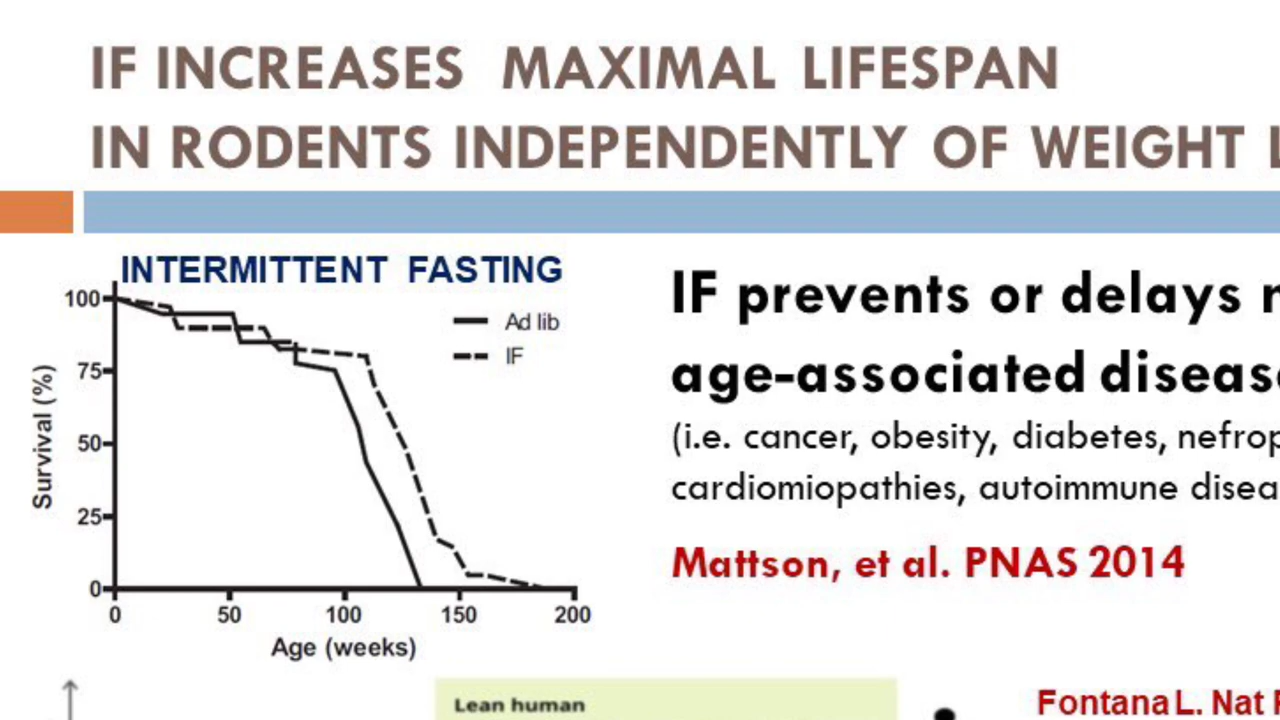 IF INCREASES MAXIMAL LIFESPAN
IN RODENTS INDEPENDENTLY OF WEIGHT
INTERMITTENT FASTING
IF prevents or delays
age-associated
(i.e. cancer, obesity, diabetes,
cardiomiopathies, autoimmune
Mattson, et al. PNAS 2014
Ad lib
IF
Survival (%)
100
75
50
25
0
0 50 100 150 200
Age (weeks)
Lean human
Fontana L. Nat